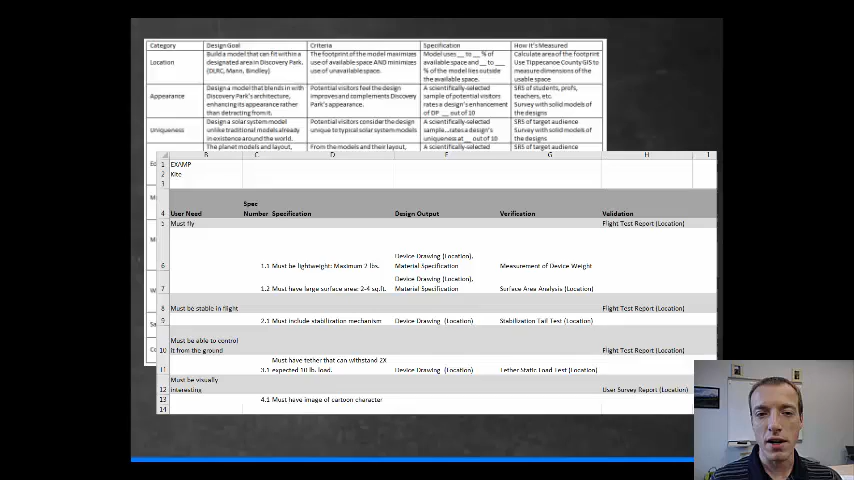 Category Design Goal Criteria Specification How It's Measured
Location
Build a model that can fit within a
designated area in Discovery Park.
(DLRC, Mann, Bindley)
The footprint of the model maximizes
use of available space AND minimizes
use of unavailable space.
Model uses __ to __ % of
available space and __ to __
% of the model lies outside
the available space.
Calculate area of the footprint
Use Tippecanoe County GIS to
measure dimensions of the
usable space
Appearance
Design a model that blends in with
Discovery Park's architecture,
enhancing its appearance rather
than detracting from it.
Potential visitors feel the design
improves and complements Discovery
Park's appearance.
A scientifically-selected
sample of potential visitors
rates a design's enhancement
of DP __ out of 10
SRS of students, profs,
teachers, etc.
Survey with solid models of
the designs
Uniqueness
Design a solar system model
unlike traditional models already
in existence around the world.
Potential visitors consider the design
unique to typical solar system models
A scientifically-selected
sample...rates a design's
uniqueness at __ out of 10
SRS of target audience
Survey with solid models of
the designs
The planet models and layout,
From the models and their layout,
A scientifically-selected
SRS of target audience
B C D E G H I
1 EXAMP
2 Kite
3
4 User Need Spec Number Specification Design Output Verification Validation
5 Must fly Flight Test Report (Location)
6 1.1 Must be lightweight: Maximum 2 lbs. Device Drawing (Location), Material Specification Measurement of Device Weight
7 1.2 Must have large surface area: 2-4 sq.ft. Device Drawing (Location), Material Specification Surface Area Analysis (Location)
8 Must be stable in flight Flight Test Report (Location)
9 2.1 Must include stabilization mechanism Device Drawing (Location) Stabilization Tail Test (Location)
10 Must be able to control it from the ground Flight Test Report (Location)
11 3.1 Must have tether that can withstand 2X expected 10 lb. load. Device Drawing (Location) Tether Static Load Test (Location)
12 Must be visually interesting User Survey Report (Location)
13 4.1 Must have image of cartoon character
14